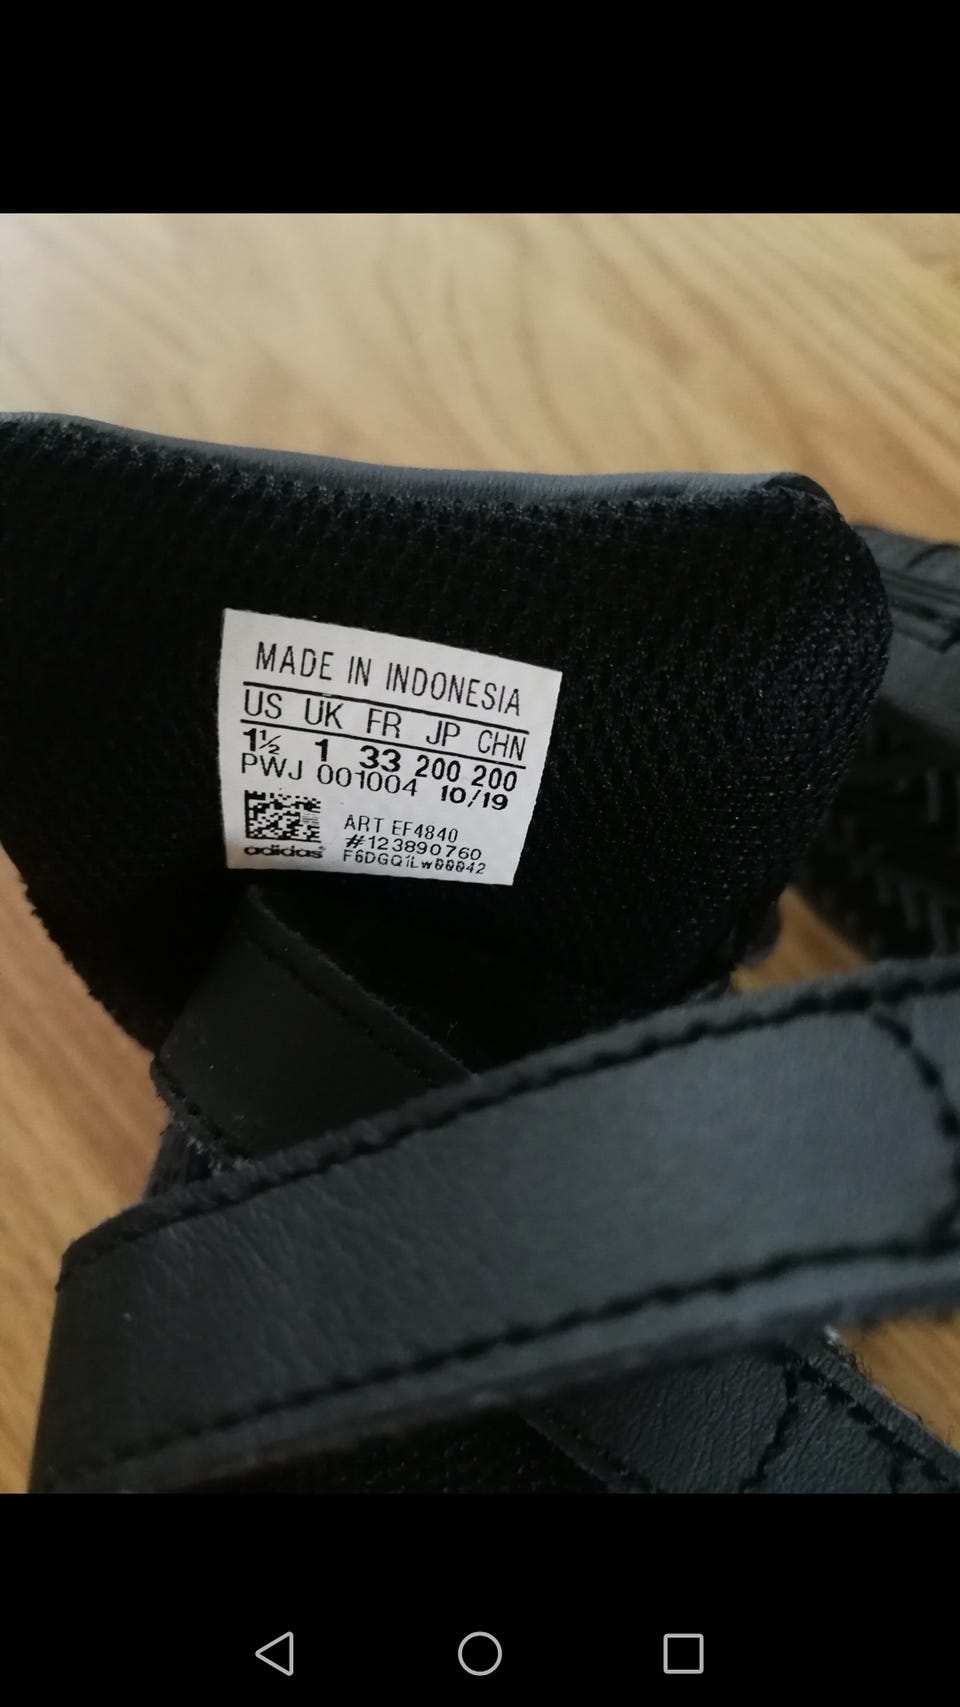 MADE IN INDONESIA
US UK FR JP CHN
1½ 1 33 200 200
PWJ 001004 10/19
ART EF4840
#123890760
adidas